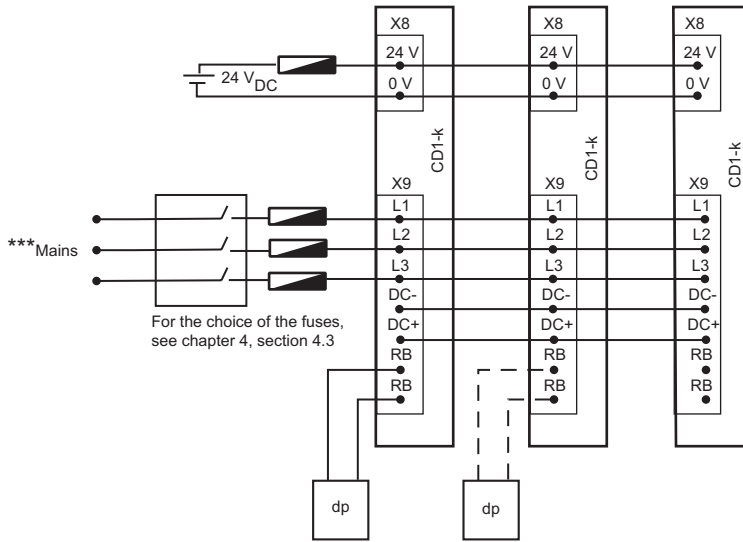 X8
X8
X8
24 V
24 V
24 V
24 V DC
0 V
0 V
0 V
CD1-k
CD1-k
CD1-k
X9
X9
X9
L1
L1
L1
***Mains
L2
L2
L2
L3
L3
L3
DC-
DC-
DC-
For the choice of the fuses,
see chapter 4, section 4.3
DC+
DC+
DC+
RB
RB
RB
RB
RB
RB
dp
dp